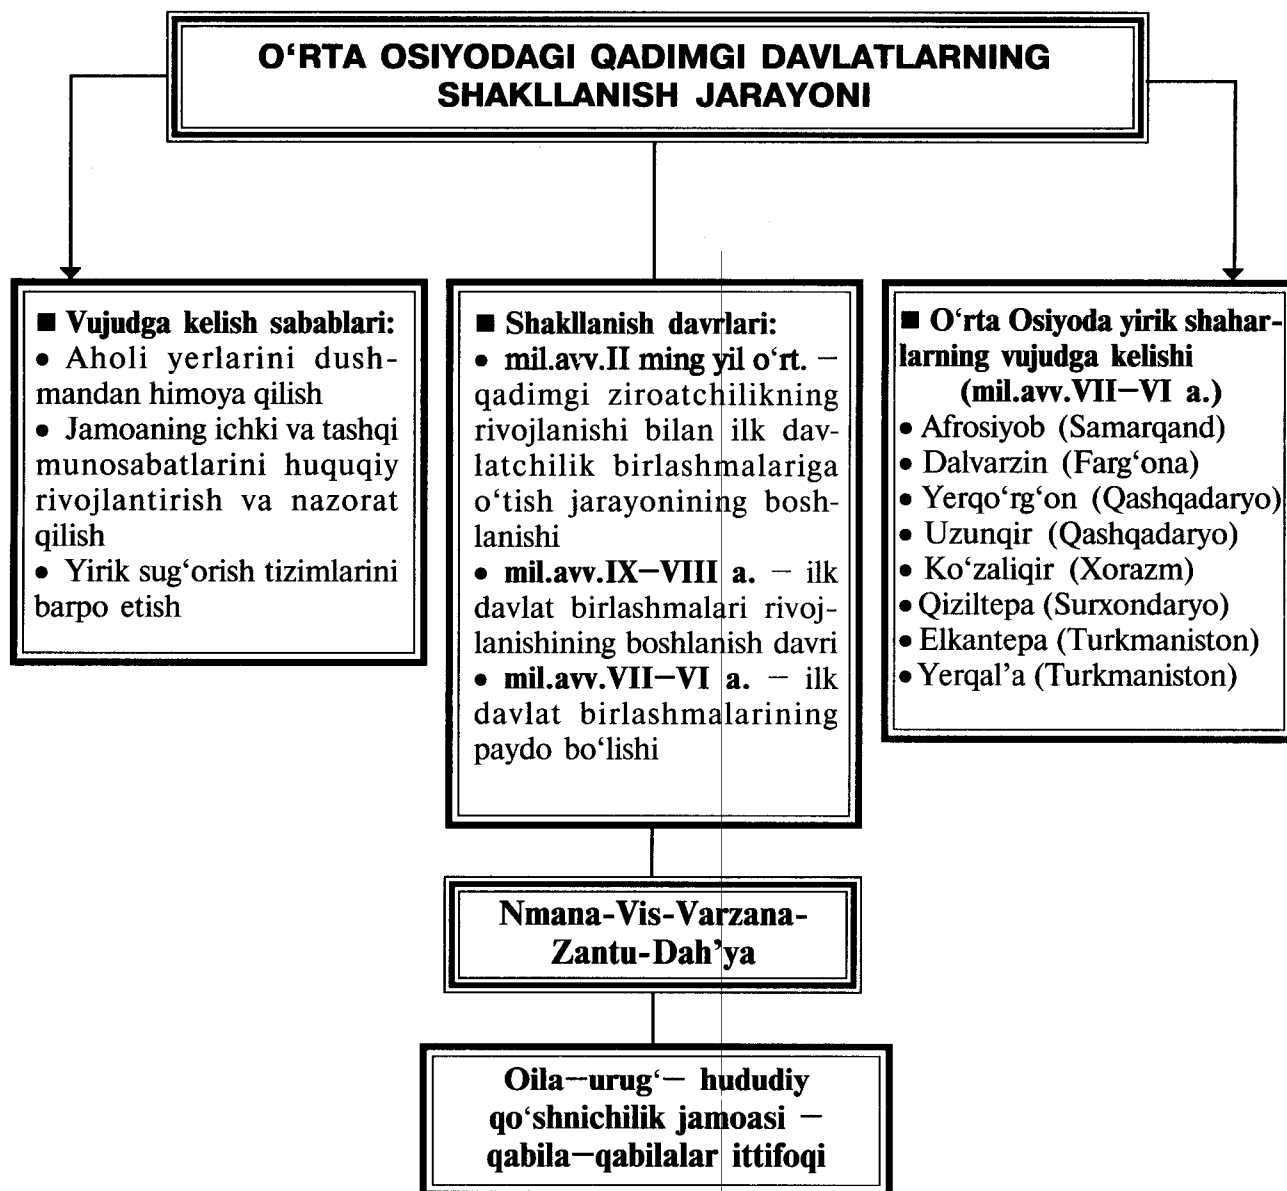 O‘RTA OSIYODAGI QADIMGI DAVLATLARNING
SHAKLLANISH JARAYONI
■ Vujudga kelish sabablari:
• Aholi yerlarini dush-
mandan himoya qilish
• Jamoaning ichki va tashqi
munosabatlarini huquqiy
rivojlantirish va nazorat
qilish
• Yirik sug‘orish tizimlarini
barpo etish
■ Shakllanish davrlari:
• mil.avv.II ming yil o‘rt. —
qadimgi ziroatchilikning
rivojlanishi bilan ilk dav-
latchilik birlashmalariga
o‘tish jarayonining bosh-
lanishi
• mil.avv.IX—VIII a. — ilk
davlat birlashmalari rivoj-
lanishining boshlanish davri
• mil.avv.VII—VI a. — ilk
davlat birlashmalarining
paydo bo‘lishi
■ O‘rta Osiyoda yirik shahar-
larning vujudga kelishi
(mil.avv.VII—VI a.)
• Afrosiyob (Samarqand)
• Dalvarzin (Farg‘ona)
• Yerqo‘rg‘on (Qashqadaryo)
• Uzunqir (Qashqadaryo)
• Ko‘zaliqir (Xorazm)
• Qiziltepa (Surxondaryo)
• Elkantepa (Turkmaniston)
• Yerqal’a (Turkmaniston)
Nmana-Vis-Varzana-
Zantu-Dah’ya
Oila—urug‘— hududiy
qo‘shnichilik jamoasi —
qabila—qabilalar ittifoqi